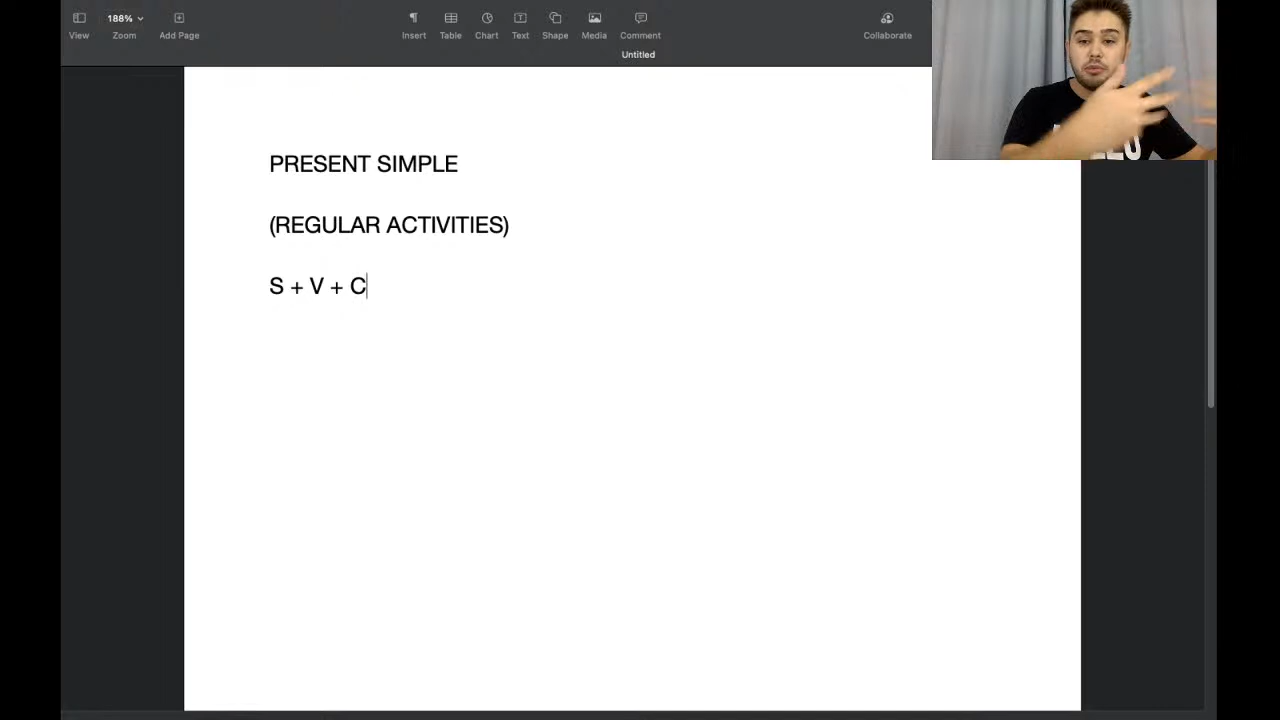 188%
View
Zoom
Add Page
Insert
Table
Chart
Text
Shape
Media
Comment
Collaborate
Untitled
PRESENT SIMPLE
(REGULAR ACTIVITIES)
S + V + C